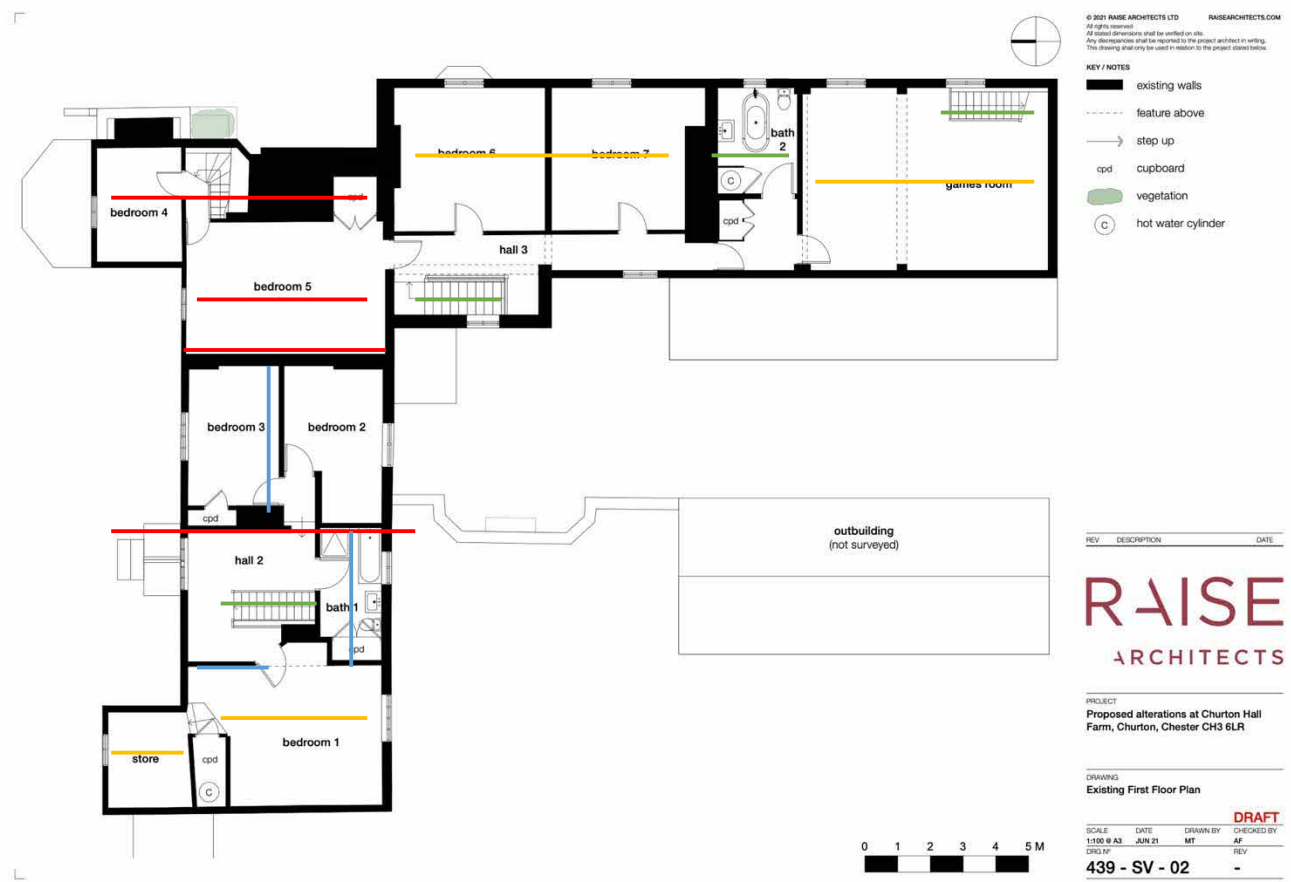 © 2021 RAISE ARCHITECTS LTD RAISEARCHITECTS.COM
All rights reserved
All stated dimensions shall be verified on site.
Any discrepancies shall be reported to the project architect in writing.
This drawing shall only be used in relation to the project stated below.
KEY / NOTES
existing walls
feature above
step up
cpd cupboard
vegetation
C hot water cylinder
bedroom 6
bedroom 7
bath
2
C
cpd
games room
cpd
bedroom 4
hall 3
bedroom 5
bedroom 3
bedroom 2
cpd
hall 2
bath 1
cpd
bedroom 1
store
cpd
C
outbuilding
(not surveyed)
0 1 2 3 4 5 M
REV DESCRIPTION DATE
RAISE
ARCHITECTS
PROJECT
Proposed alterations at Churton Hall
Farm, Churton, Chester CH3 6LR
DRAWING
Existing First Floor Plan
DRAFT
SCALE DATE DRAWN BY CHECKED BY
1:100 @ A3 JUN 21 MT AF
DRG Nº REV
439 - SV - 02 -